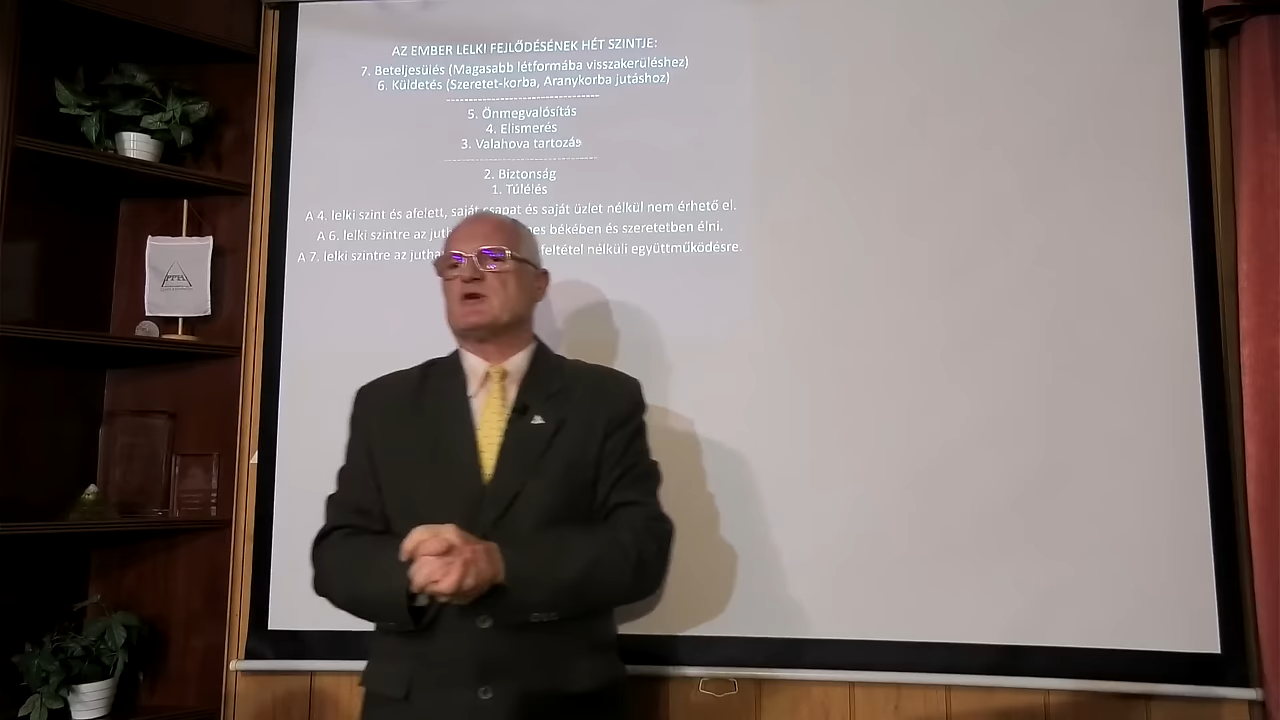 AZ EMBER LELKI FEJLŐDÉSÉNEK HÉT SZINTJE:
7. Beteljesülés (Magasabb létformába visszakerüléshez)
6. Küldetés (Szeretet-korba, Aranykorba jutáshoz)
5. Önmegvalósítás
4. Elismerés
3. Valahova tartozás
2. Biztonság
1. Túlélés
A 4. lelki szint és afelett, saját csapat és saját üzlet nélkül nem érhető el.
A 6. lelki szintre az békében és szeretetben élni.
A 7. lelki szintre az feltétel nélküli együttműködésre.